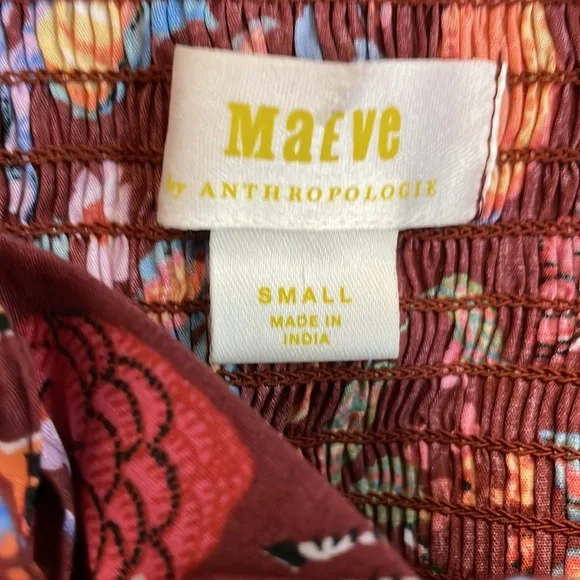 MaEve
by ANTHROPOLOGIE
SMALL
MADE IN
INDIA